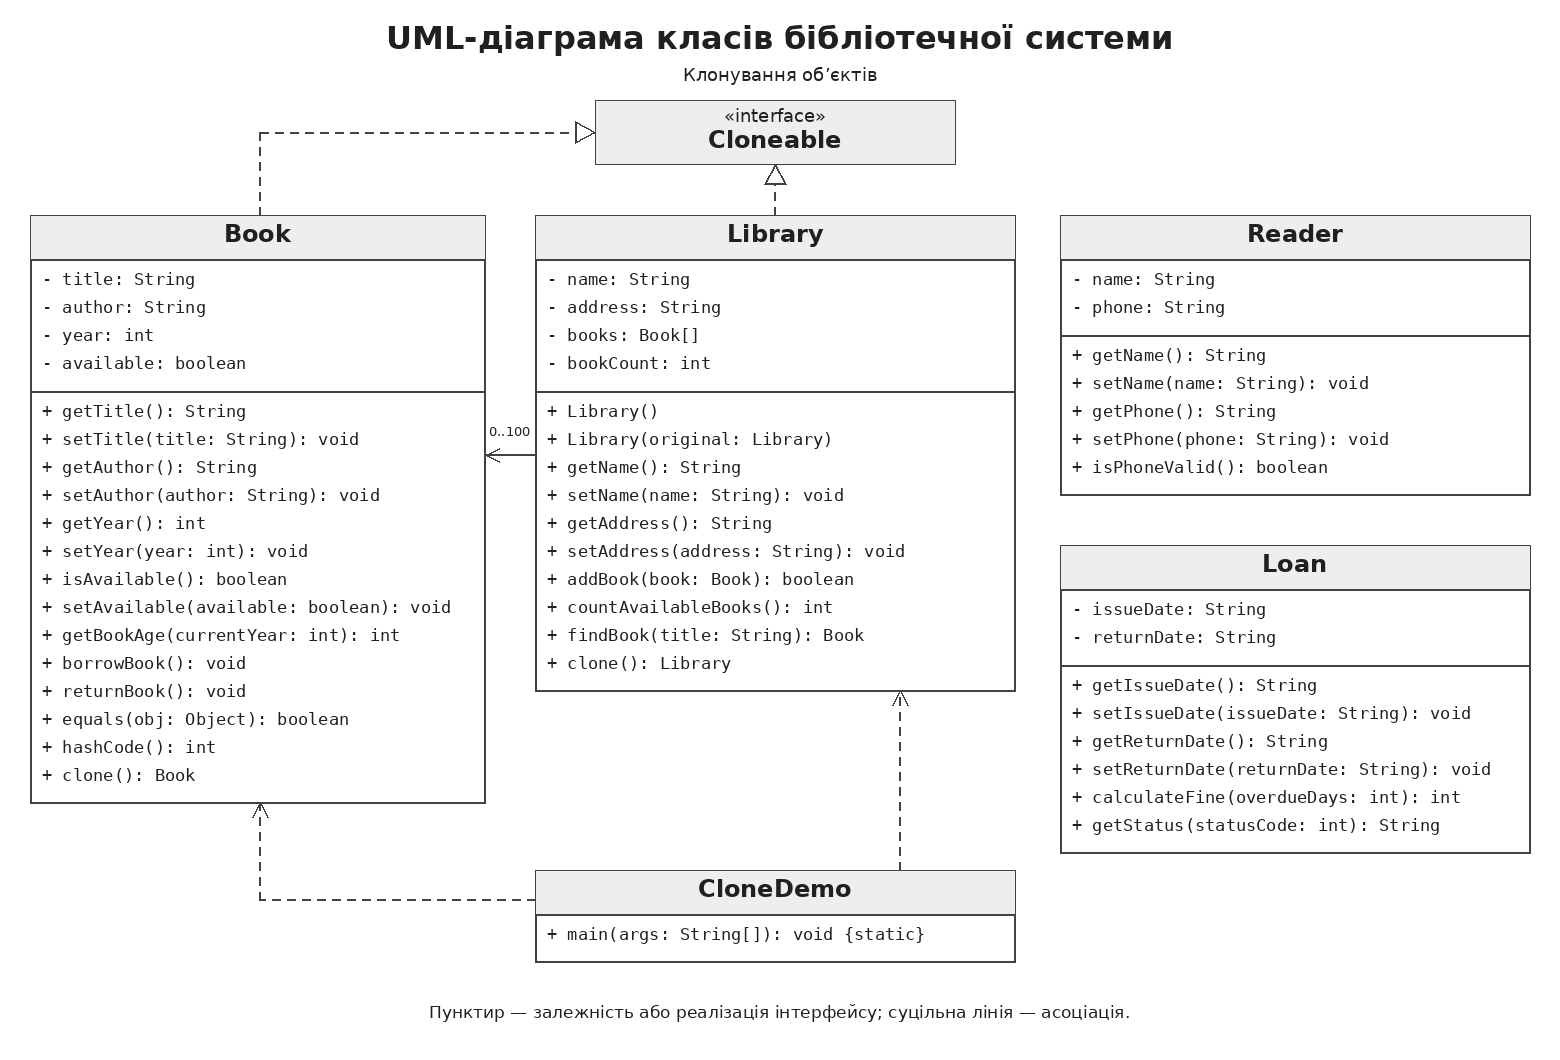 UML-діаграма класів бібліотечної системи
Клонування об’єктів
«interface»
Cloneable
Book
- title: String
- author: String
- year: int
- available: boolean
+ getTitle(): String
+ setTitle(title: String): void
+ getAuthor(): String
+ setAuthor(author: String): void
+ getYear(): int
+ setYear(year: int): void
+ isAvailable(): boolean
+ setAvailable(available: boolean): void
+ getBookAge(currentYear: int): int
+ borrowBook(): void
+ returnBook(): void
+ equals(obj: Object): boolean
+ hashCode(): int
+ clone(): Book
0..100
Library
- name: String
- address: String
- books: Book[]
- bookCount: int
+ Library()
+ Library(original: Library)
+ getName(): String
+ setName(name: String): void
+ getAddress(): String
+ setAddress(address: String): void
+ addBook(book: Book): boolean
+ countAvailableBooks(): int
+ findBook(title: String): Book
+ clone(): Library
Reader
- name: String
- phone: String
+ getName(): String
+ setName(name: String): void
+ getPhone(): String
+ setPhone(phone: String): void
+ isPhoneValid(): boolean
Loan
- issueDate: String
- returnDate: String
+ getIssueDate(): String
+ setIssueDate(issueDate: String): void
+ getReturnDate(): String
+ setReturnDate(returnDate: String): void
+ calculateFine(overdueDays: int): int
+ getStatus(statusCode: int): String
CloneDemo
+ main(args: String[]): void {static}
Пунктир — залежність або реалізація інтерфейсу; суцільна лінія — асоціація.